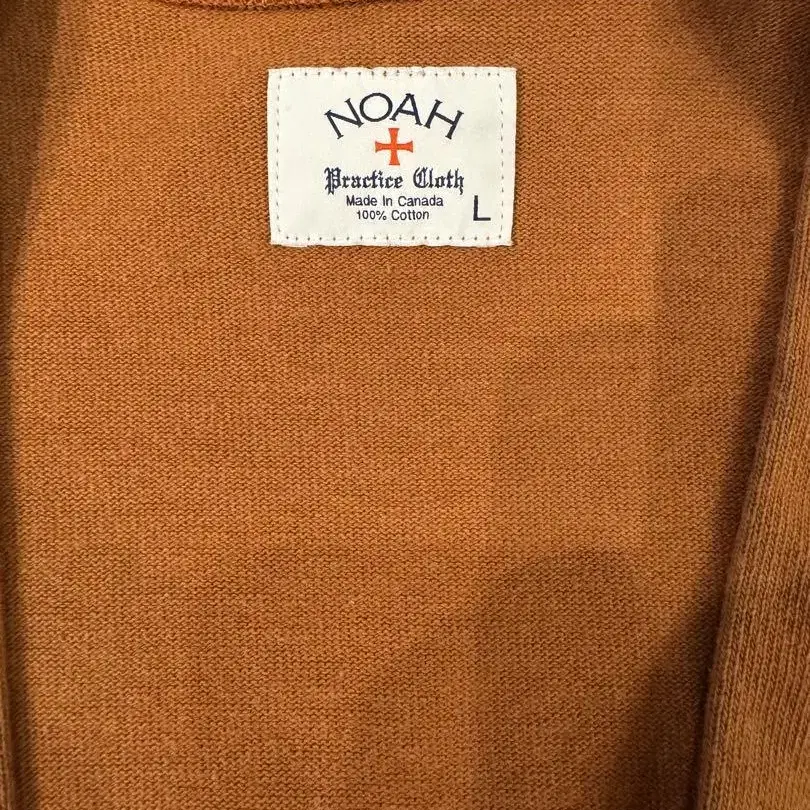 NOAH
Practice Cloth
Made In Canada
100% Cotton
L